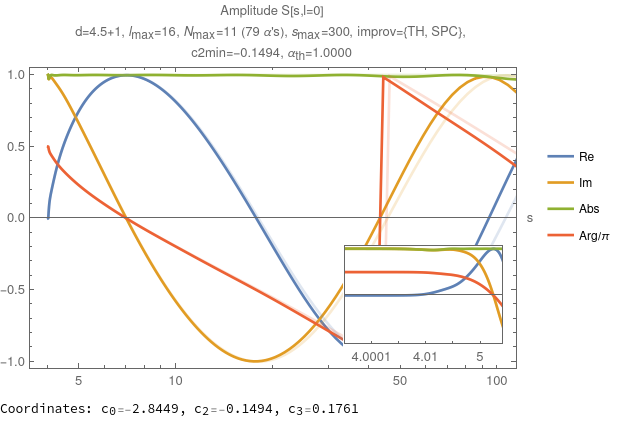 Amplitude S[s,l=0]
d=4.5+1, lmax=16, Nmax=11 (79 α's), smax=300, improv={TH, SPC},
c2min=−0.1494, αth=1.0000
1.0
0.5
0.0
−0.5
−1.0
5 10 50 100
s
4.0001 4.01 5
Re
Im
Abs
Arg/π
Coordinates: c0=-2.8449, c2=-0.1494, c3=0.1761